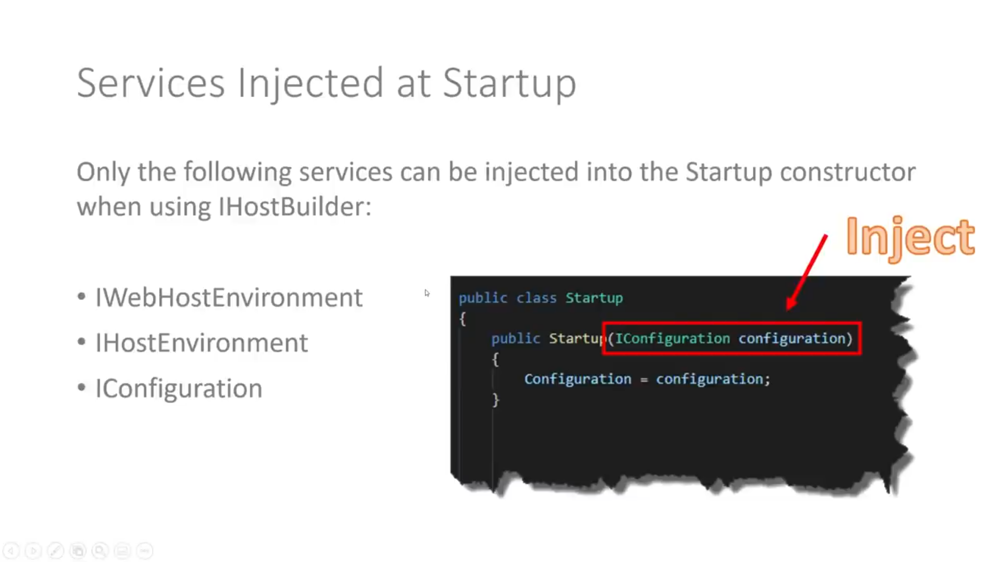 Services Injected at Startup
Only the following services can be injected into the Startup constructor
when using IHostBuilder:
• IWebHostEnvironment
• IHostEnvironment
• IConfiguration
Inject
public class Startup
{
public Startup(IConfiguration configuration)
{
Configuration = configuration;
}